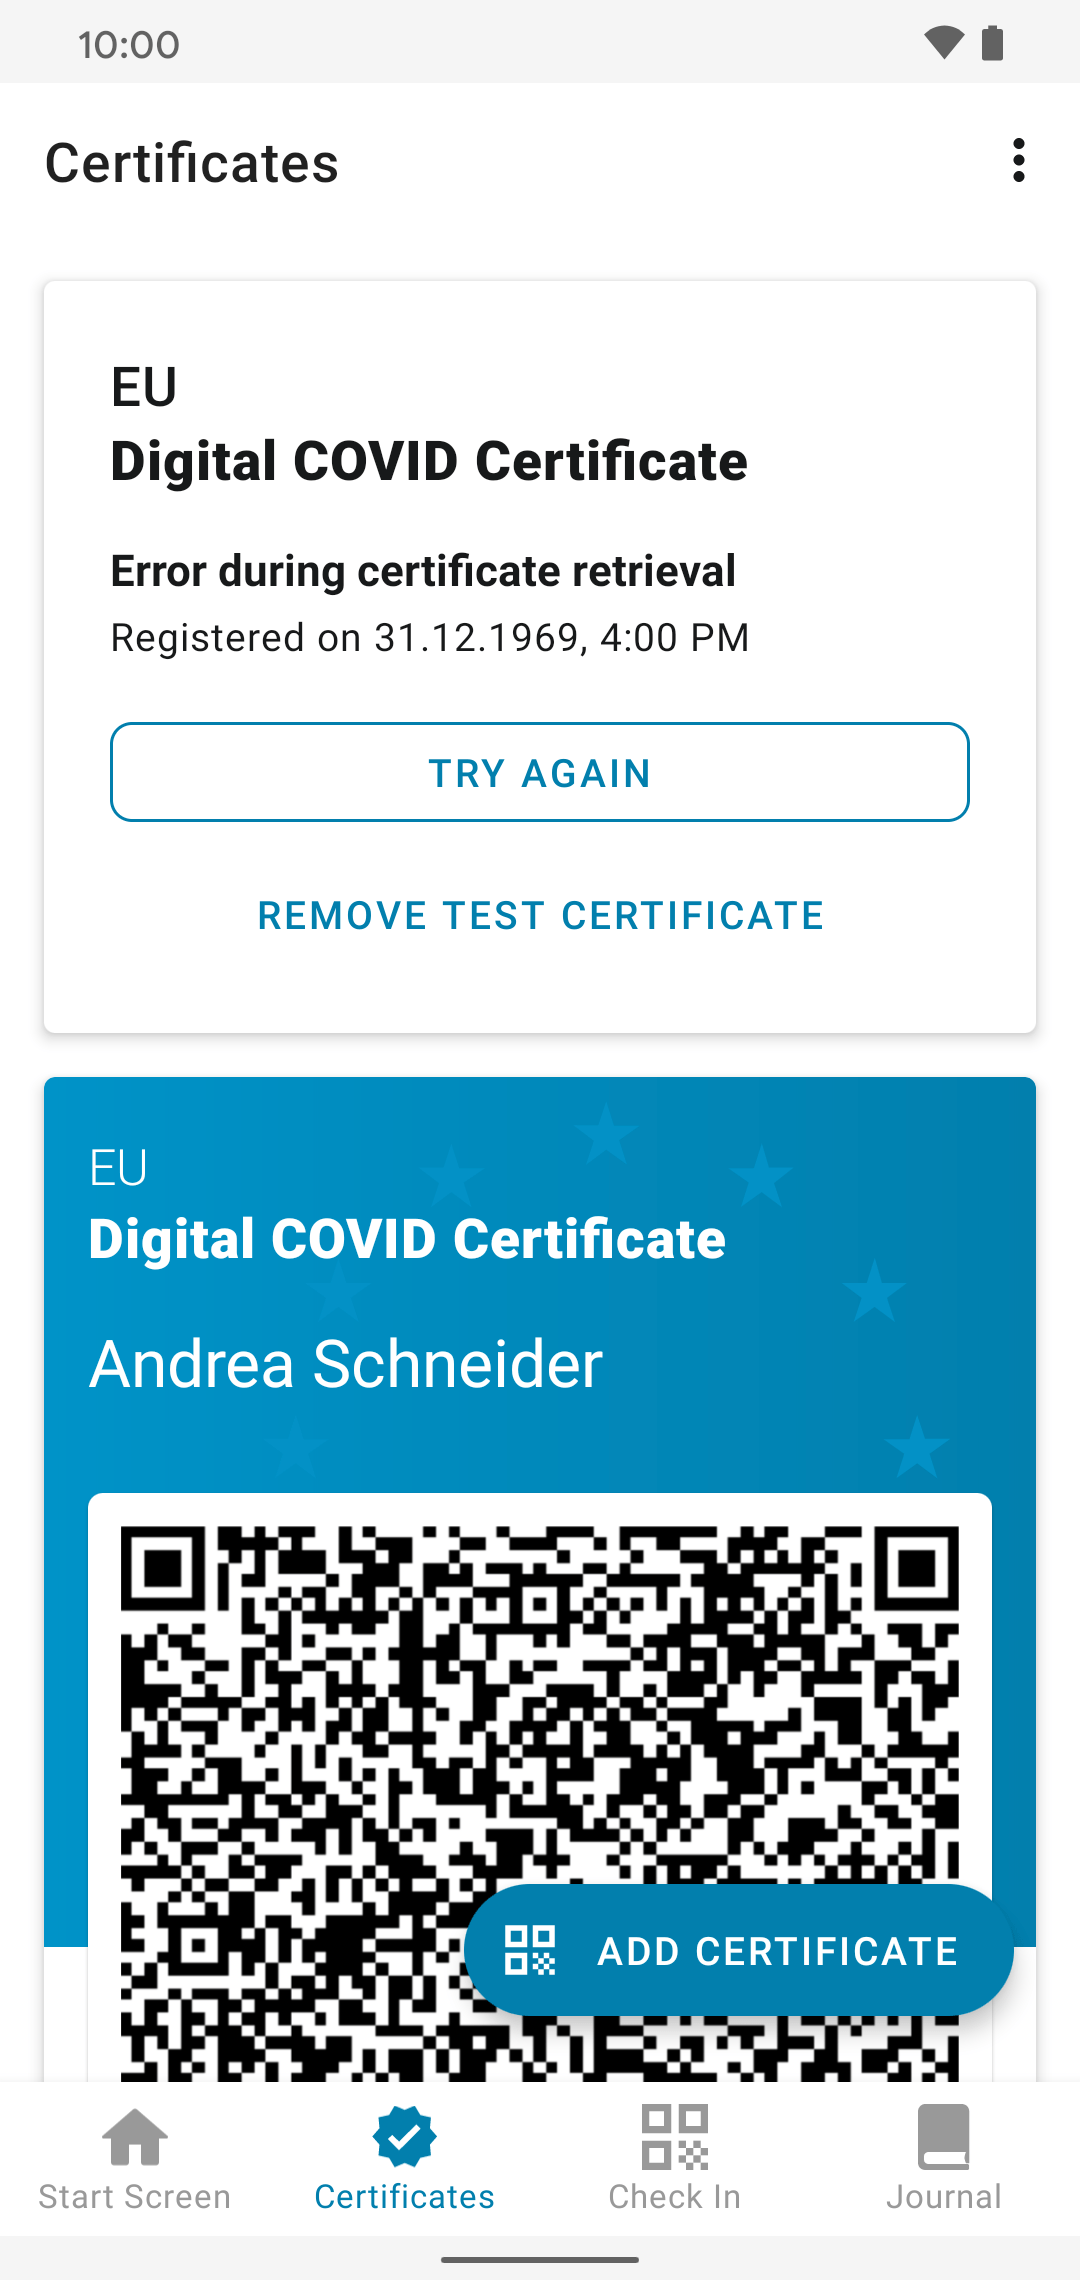 10:00
Certificates
EU
Digital COVID Certificate
Error during certificate retrieval
Registered on 31.12.1969, 4:00 PM
TRY AGAIN
REMOVE TEST CERTIFICATE
EU
Digital COVID Certificate
Andrea Schneider
ADD CERTIFICATE
Start Screen
Certificates
Check In
Journal